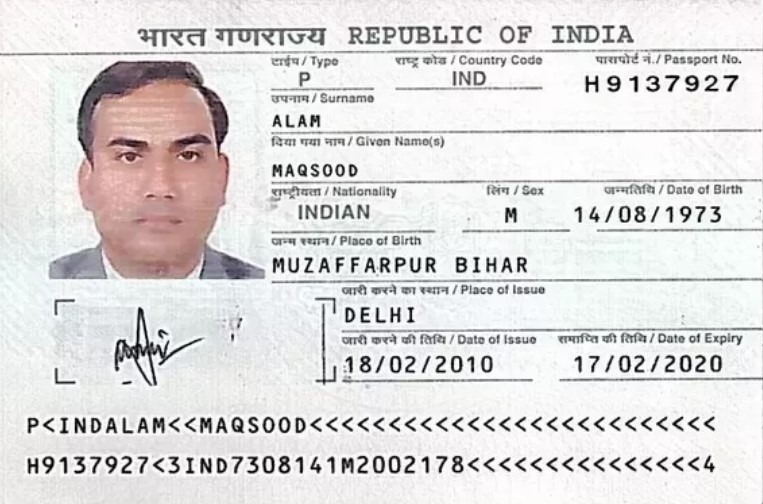 भारत गणराज्य REPUBLIC OF INDIA
टाईप / Type राष्ट्र कोड / Country Code पासपोर्ट नं. / Passport No.
P IND H9137927
उपनाम / Surname
ALAM
दिया गया नाम / Given Name(s)
MAQSOOD
राष्ट्रीयता / Nationality लिंग / Sex जन्मतिथि / Date of Birth
INDIAN M 14/08/1973
जन्म स्थान / Place of Birth
MUZAFFARPUR BIHAR
जारी करने का स्थान / Place of Issue
DELHI
जारी करने की तिथि / Date of Issue समाप्ति की तिथि / Date of Expiry
18/02/2010 17/02/2020
P<INDALAM<<MAQSOOD<<<<<<<<<<<<<<<<<<<<<<<<<<
H9137927<3IND7308141M2002178<<<<<<<<<<<<<<<4